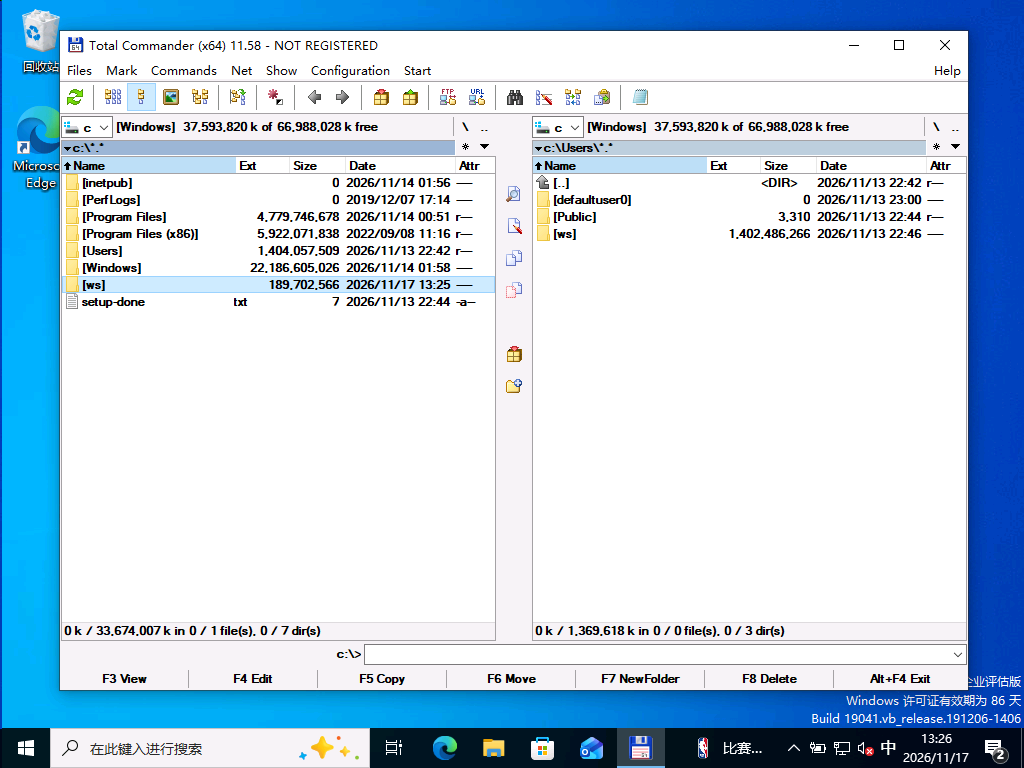 回收站
Microso
Edge
Total Commander (x64) 11.58 - NOT REGISTERED
Files Mark Commands Net Show Configuration Start Help
FTP URL
c [Windows] 37,593,820 k of 66,988,028 k free \ ..
c [Windows] 37,593,820 k of 66,988,028 k free \ ..
c:\*.* * 
c:\Users\*.* *
Name Ext Size Date Attr
[inetpub] 0 2026/11/14 01:56 ----
[PerfLogs] 0 2019/12/07 17:14 ----
[Program Files] 4,779,746,678 2026/11/14 00:51 r---
[Program Files (x86)] 5,922,071,838 2022/09/08 11:16 r---
[Users] 1,404,057,509 2026/11/13 22:42 r---
[Windows] 22,186,605,026 2026/11/14 01:58 ----
[ws] 189,702,566 2026/11/17 13:25 ----
setup-done txt 7 2026/11/13 22:44 -a--
Name Ext Size Date Attr
[..] <DIR> 2026/11/13 22:42 r---
[defaultuser0] 0 2026/11/13 23:00 ----
[Public] 3,310 2026/11/13 22:44 r---
[ws] 1,402,486,266 2026/11/13 22:46 ----
0 k / 33,674,007 k in 0 / 1 file(s), 0 / 7 dir(s)
0 k / 1,369,618 k in 0 / 0 file(s), 0 / 3 dir(s)
c:\>
F3 View F4 Edit F5 Copy F6 Move F7 NewFolder F8 Delete Alt+F4 Exit
企业评估版
Windows 许可证有效期为 86 天
Build 19041.vb_release.191206-1406
在此键入进行搜索
比赛...
中
13:26
2026/11/17
2